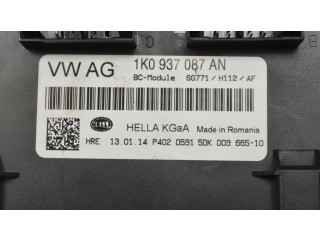 VW AG
1K0 937 087 AN
BC-Module SG771/H112/AF
HELLA KGaA Made in Romania
HRE 13.01.14 P402 0591 5DK 009 665-10